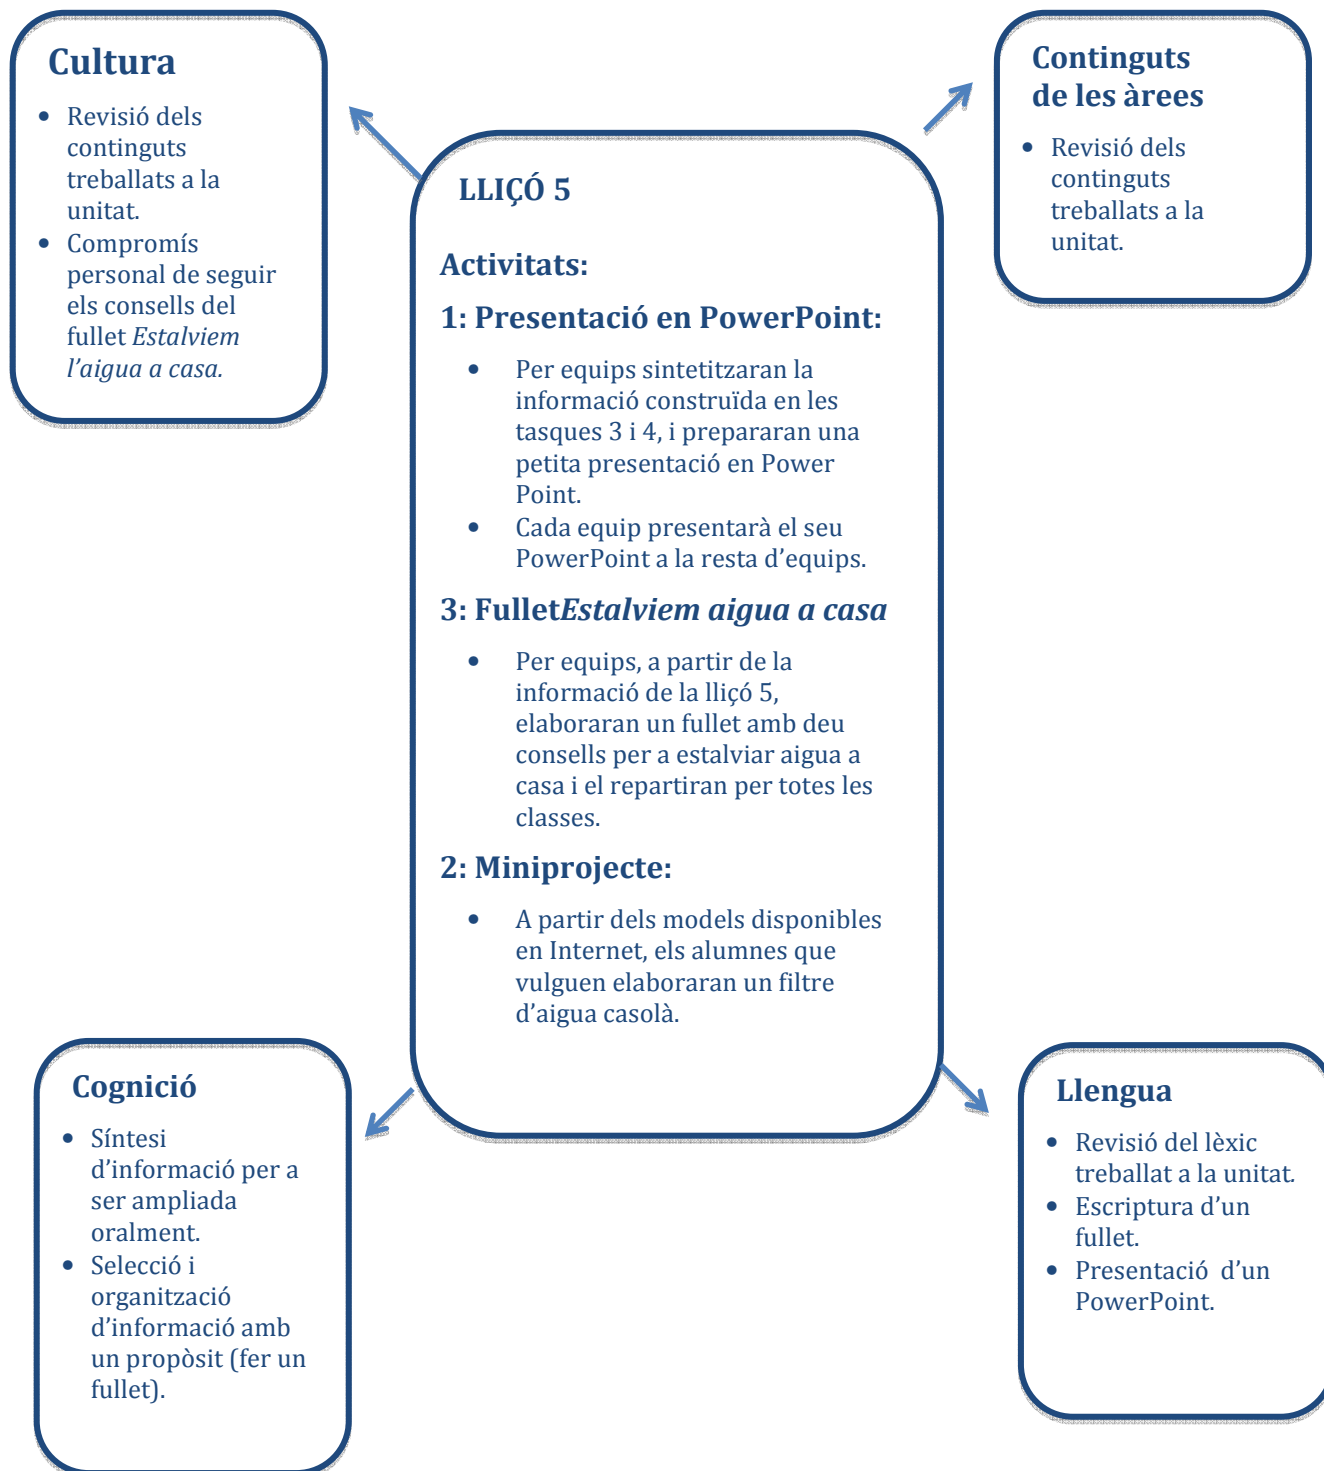 Cultura
• Revisió dels
continguts
treballats a la
unitat.
• Compromís
personal de seguir
els consells del
fullet Estalviem
l’aigua a casa.
Continguts
de les àrees
• Revisió dels
continguts
treballats a la
unitat.
LLIÇÓ 5
Activitats:
1: Presentació en PowerPoint:
• Per equips sintetitzaran la
informació construïda en les
tasques 3 i 4, i prepararan una
petita presentació en Power
Point.
• Cada equip presentarà el seu
PowerPoint a la resta d’equips.
3: FulletEstalviem aigua a casa
• Per equips, a partir de la
informació de la lliçó 5,
elaboraran un fullet amb deu
consells per a estalviar aigua a
casa i el repartiran per totes les
classes.
2: Miniprojecte:
• A partir dels models disponibles
en Internet, els alumnes que
vulguen elaboraran un filtre
d’aigua casolà.
Cognició
• Síntesi
d’informació per a
ser ampliada
oralment.
• Selecció i
organització
d’informació amb
un propòsit (fer un
fullet).
Llengua
• Revisió del lèxic
treballat a la unitat.
• Escriptura d’un
fullet.
• Presentació  d’un
PowerPoint.